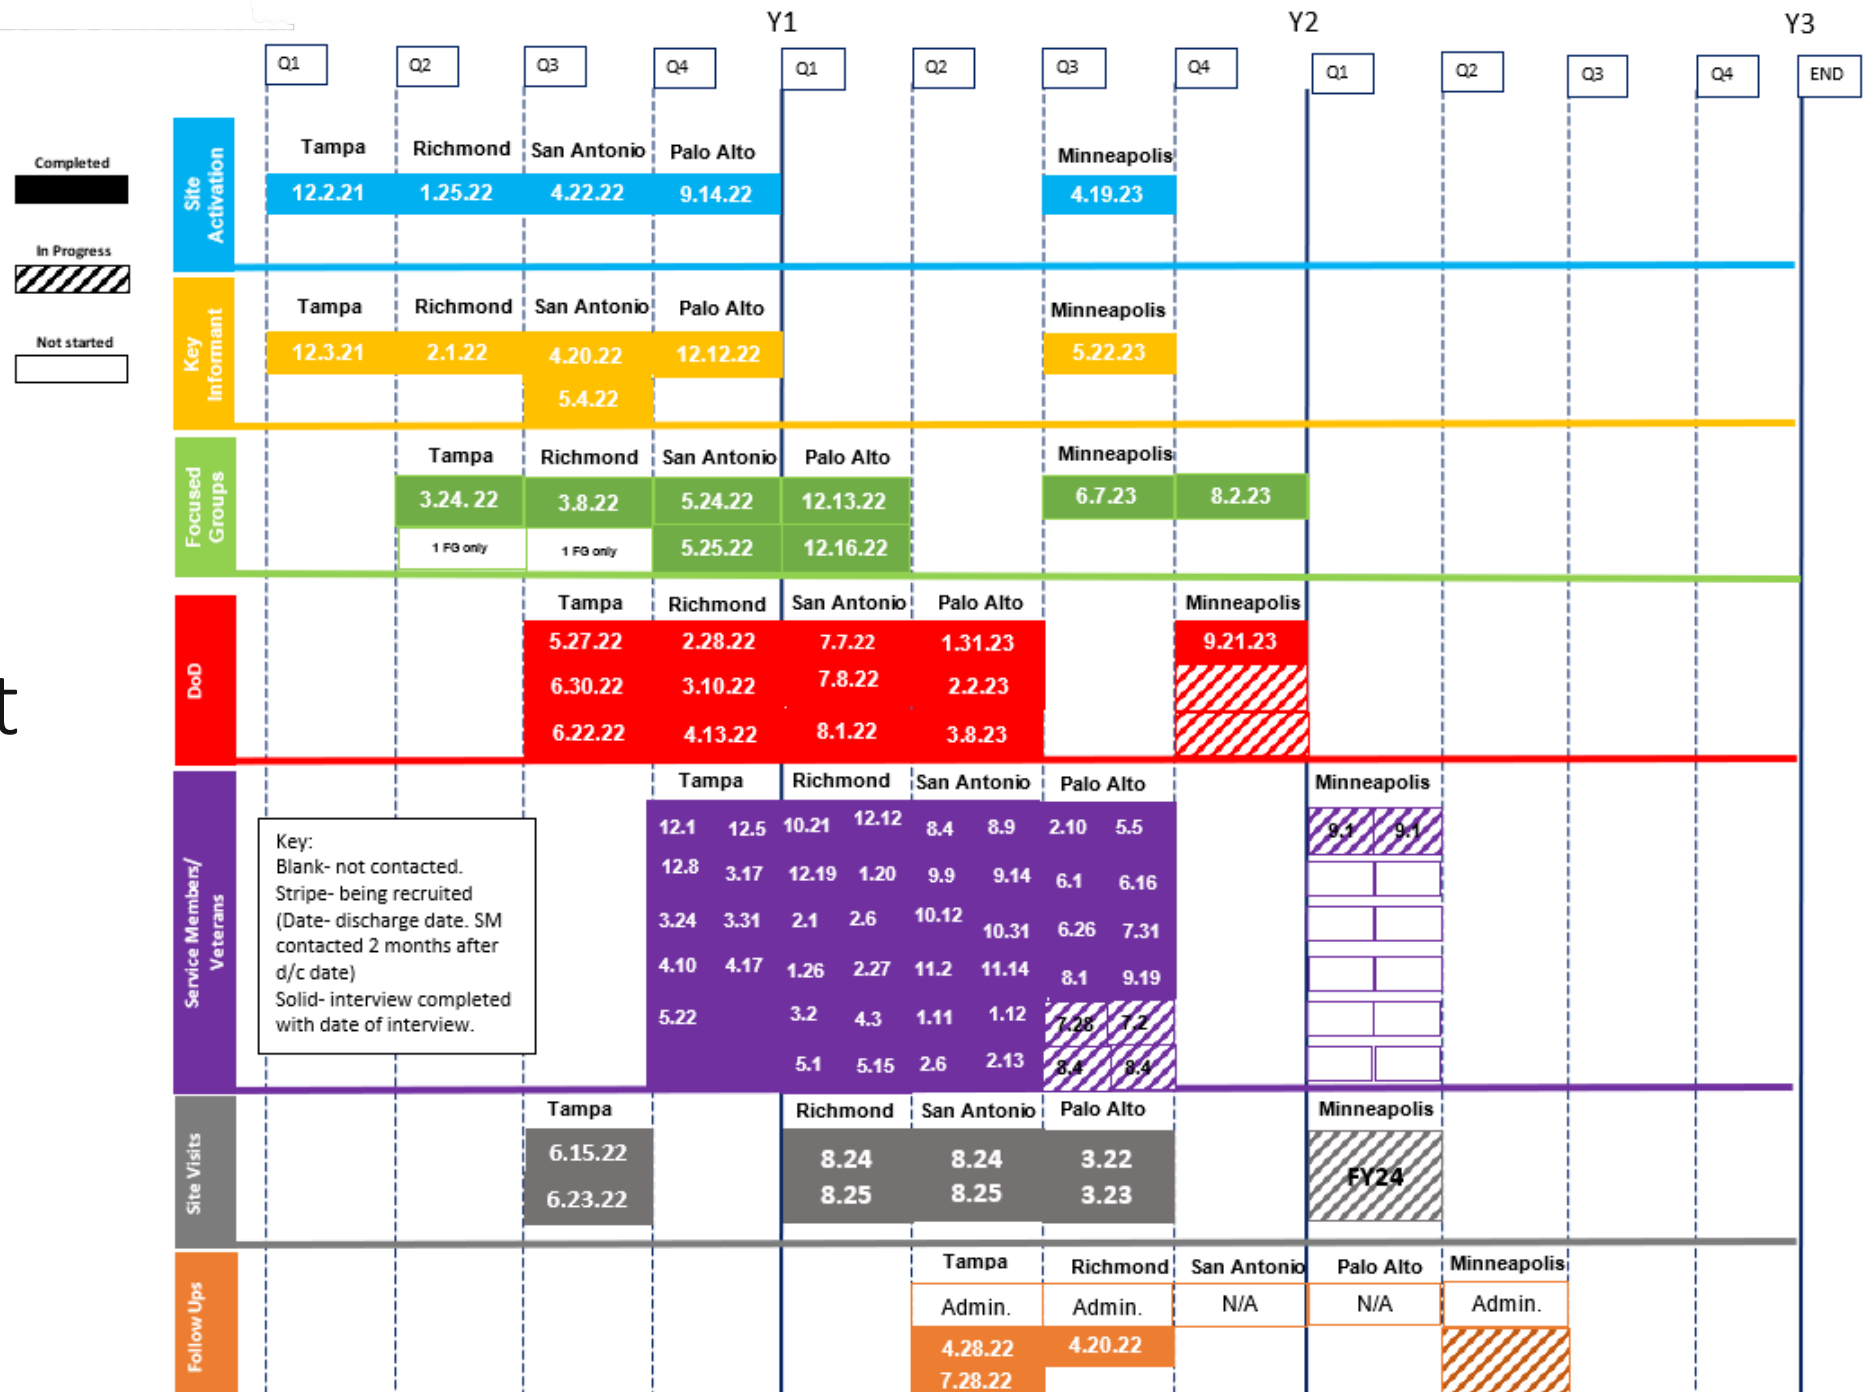 Y1 Y2 Y3
Q1 Q2 Q3 Q4 Q1 Q2 Q3 Q4 Q1 Q2 Q3 Q4 END
Completed
In Progress
Not started
t
Site
Activation
Tampa Richmond San Antonio Palo Alto Minneapolis
12.2.21 1.25.22 4.22.22 9.14.22 4.19.23
Key
Informant
Tampa Richmond San Antonio Palo Alto Minneapolis
12.3.21 2.1.22 4.20.22 12.12.22 5.22.23
5.4.22
Focused
Groups
Tampa Richmond San Antonio Palo Alto Minneapolis
3.24. 22 3.8.22 5.24.22 12.13.22 6.7.23 8.2.23
1 FG only 1 FG only 5.25.22 12.16.22
DoD
Tampa Richmond San Antonio Palo Alto Minneapolis
5.27.22 2.28.22 7.7.22 1.31.23 9.21.23
6.30.22 3.10.22 7.8.22 2.2.23
6.22.22 4.13.22 8.1.22 3.8.23
Service Members/
Veterans
Key:
Blank- not contacted.
Stripe- being recruited
(Date- discharge date. SM
contacted 2 months after
d/c date)
Solid- interview completed
with date of interview.
Tampa Richmond San Antonio Palo Alto Minneapolis
12.1 12.5 10.21 12.12 8.4 8.9 2.10 5.5 9.1 9.1
12.8 3.17 12.19 1.20 9.9 9.14 6.1 6.16
3.24 3.31 2.1 2.6 10.12 10.31 6.26 7.31
4.10 4.17 1.26 2.27 11.2 11.14 8.1 9.19
5.22 3.2 4.3 1.11 1.12 7.28 7.2
5.1 5.15 2.6 2.13 8.4 8.4
Site Visits
Tampa Richmond San Antonio Palo Alto Minneapolis
6.15.22 8.24 8.24 3.22 FY24
6.23.22 8.25 8.25 3.23
Follow Ups
Tampa Richmond San Antonio Palo Alto Minneapolis
Admin. Admin. N/A N/A Admin.
4.28.22 4.20.22
7.28.22